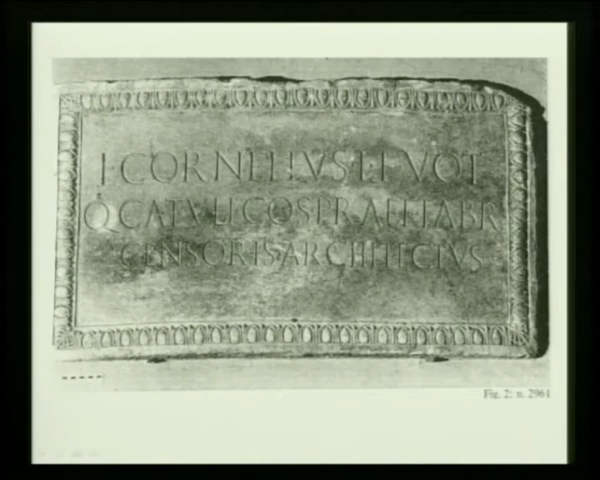 L·CORNELIVS·L·F·VOT
Q·CATVLI·COS·PRAEF·FABR
CENSORIS·ARCHITECTVS
Fig. 2: n. 2961